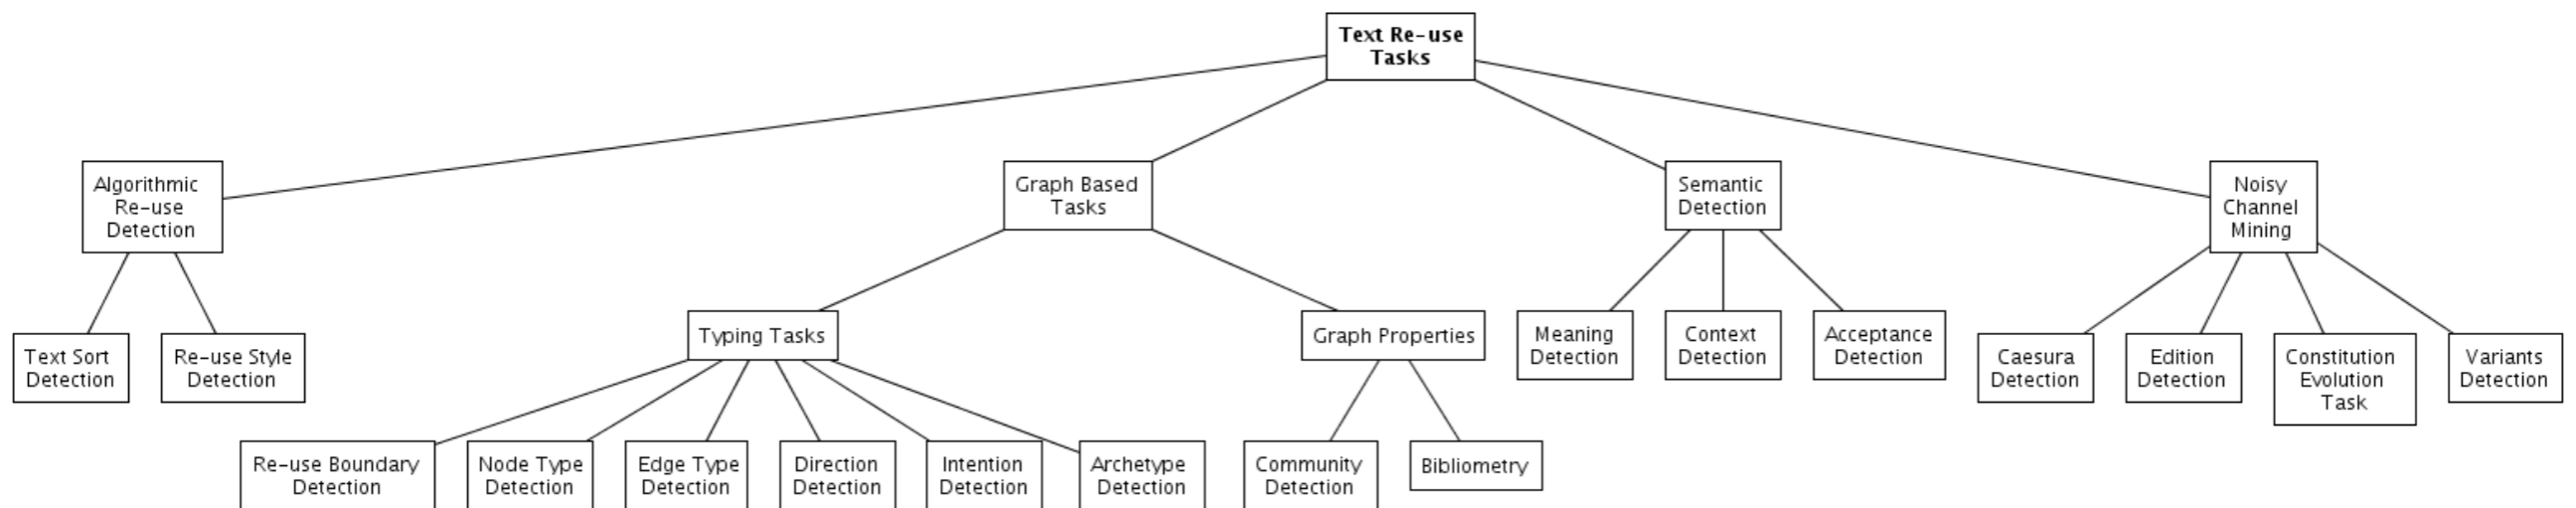 Text Re-use
Tasks
Algorithmic
Re-use
Detection
Graph Based
Tasks
Semantic
Detection
Noisy
Channel
Mining
Text Sort
Detection
Re-use Style
Detection
Typing Tasks
Graph Properties
Meaning
Detection
Context
Detection
Acceptance
Detection
Caesura
Detection
Edition
Detection
Constitution
Evolution
Task
Variants
Detection
Re-use Boundary
Detection
Node Type
Detection
Edge Type
Detection
Direction
Detection
Intention
Detection
Archetype
Detection
Community
Detection
Bibliometry